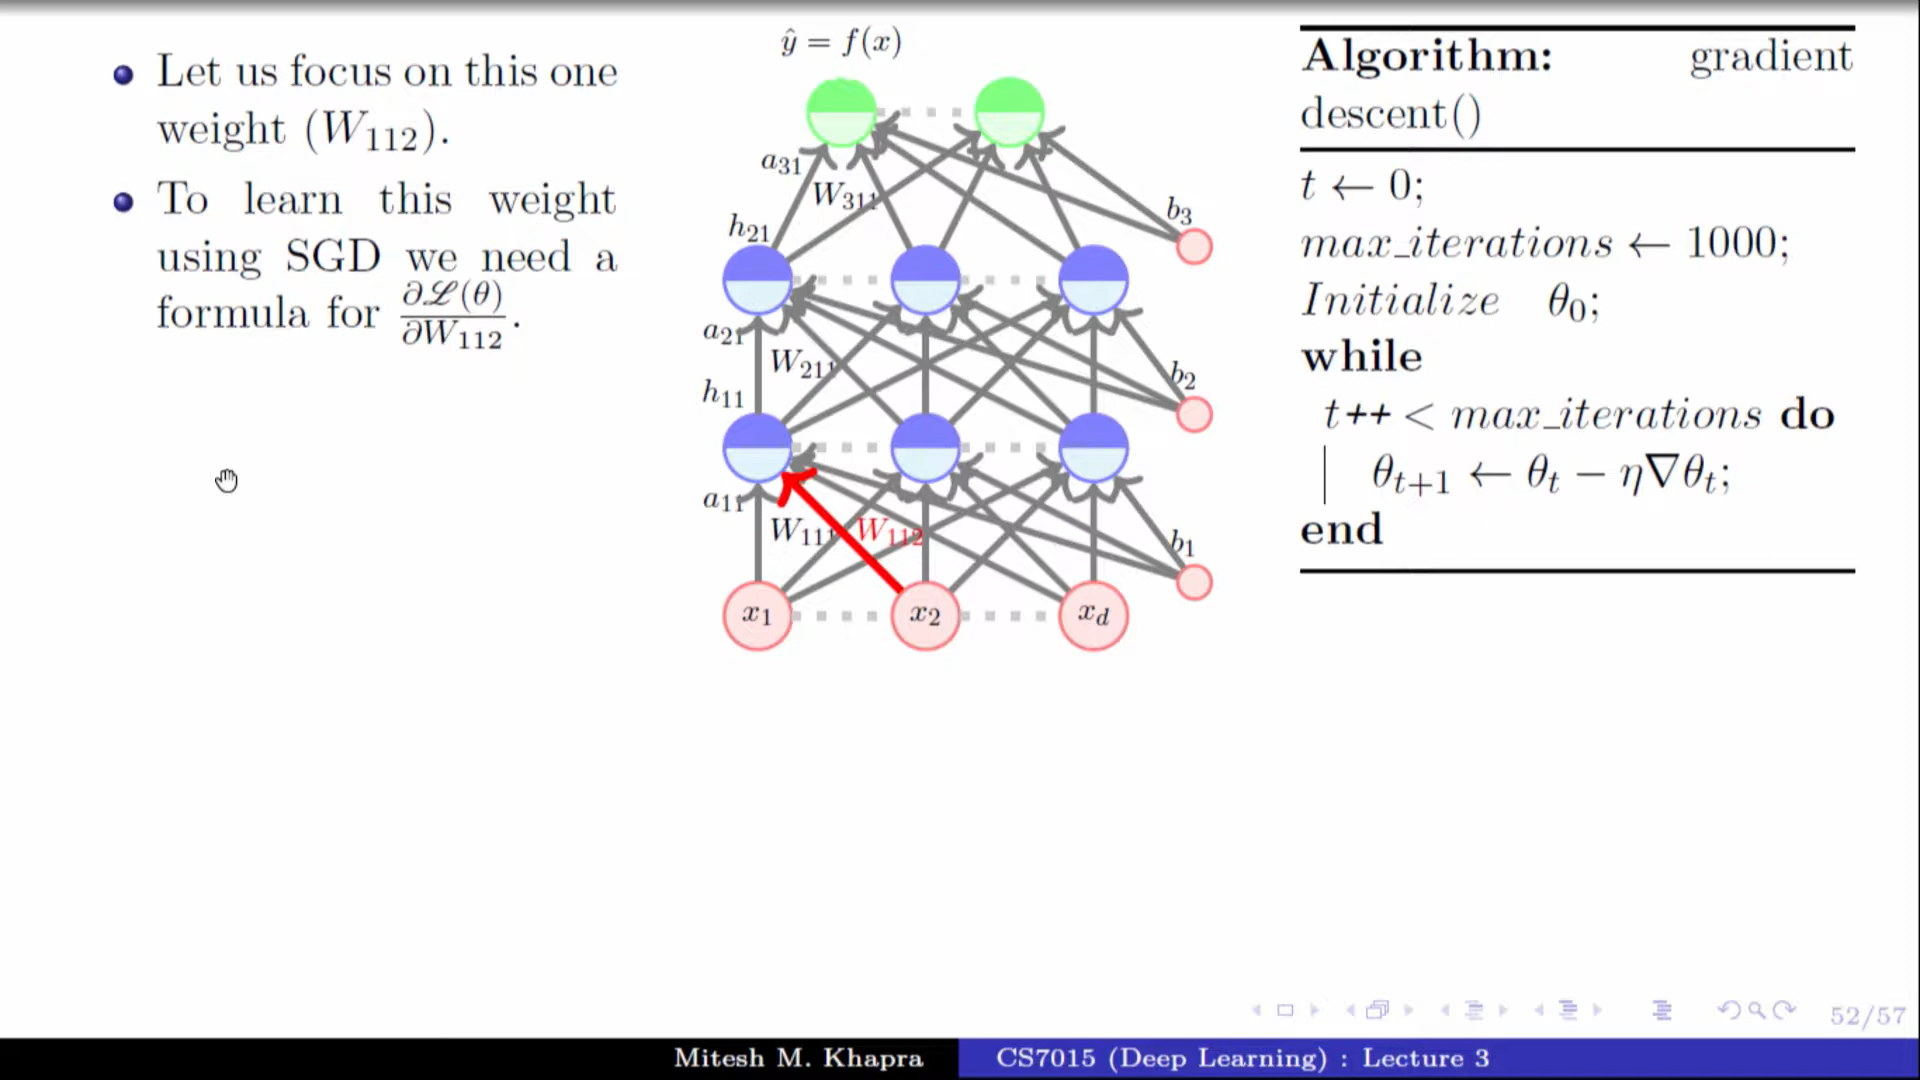 Let us focus on this one
weight (W₁₁₂).
To learn this weight
using SGD we need a
formula for ∂ℒ(θ)/∂W₁₁₂.
ŷ = f(x)
a₃₁
W₃₁₁
h₂₁
b₃
a₂₁
W₂₁₁
h₁₁
b₂
a₁₁
W₁₁₁ W₁₁₂
b₁
x₁ x₂ x_d
Algorithm: gradient
descent()
t ← 0;
max_iterations ← 1000;
Initialize θ₀;
while
t++ < max_iterations do
θₜ₊₁ ← θₜ − η∇θₜ;
end
52/57
Mitesh M. Khapra CS7015 (Deep Learning) : Lecture 3